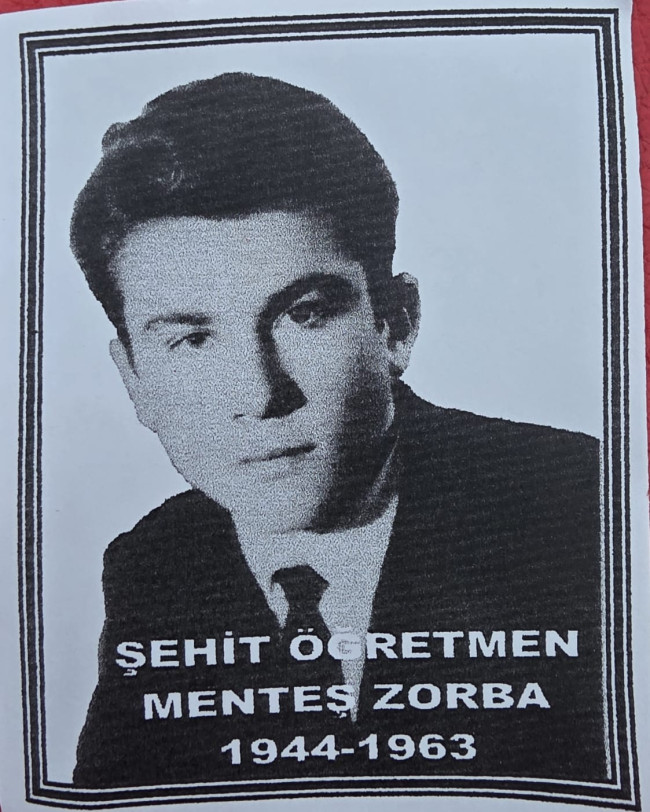 ŞEHİT ÖĞRETMEN
MENTEŞ ZORBA
1944-1963